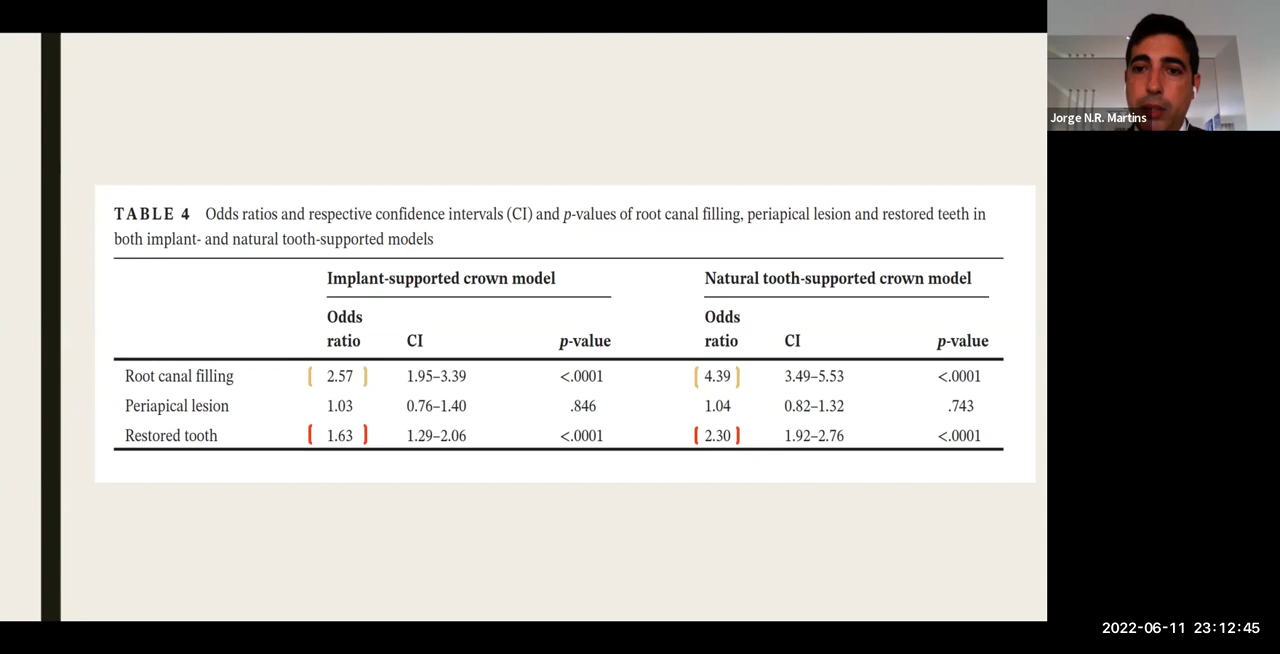 Jorge N.R. Martins
TABLE 4 Odds ratios and respective confidence intervals (CI) and p-values of root canal filling, periapical lesion and restored teeth in
both implant- and natural tooth-supported models
Implant-supported crown model Natural tooth-supported crown model
Odds ratio CI p-value Odds ratio CI p-value
Root canal filling 2.57 1.95–3.39 <.0001 4.39 3.49–5.53 <.0001
Periapical lesion 1.03 0.76–1.40 .846 1.04 0.82–1.32 .743
Restored tooth 1.63 1.29–2.06 <.0001 2.30 1.92–2.76 <.0001
2022-06-11 23:12:45